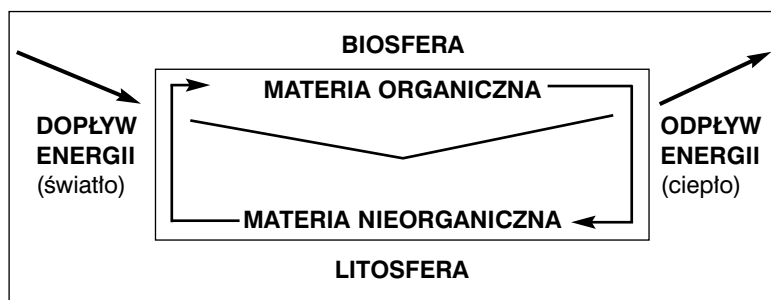 BIOSFERA
MATERIA ORGANICZNA
DOPŁYW
ENERGII
(światło)
ODPŁYW
ENERGII
(ciepło)
MATERIA NIEORGANICZNA
LITOSFERA